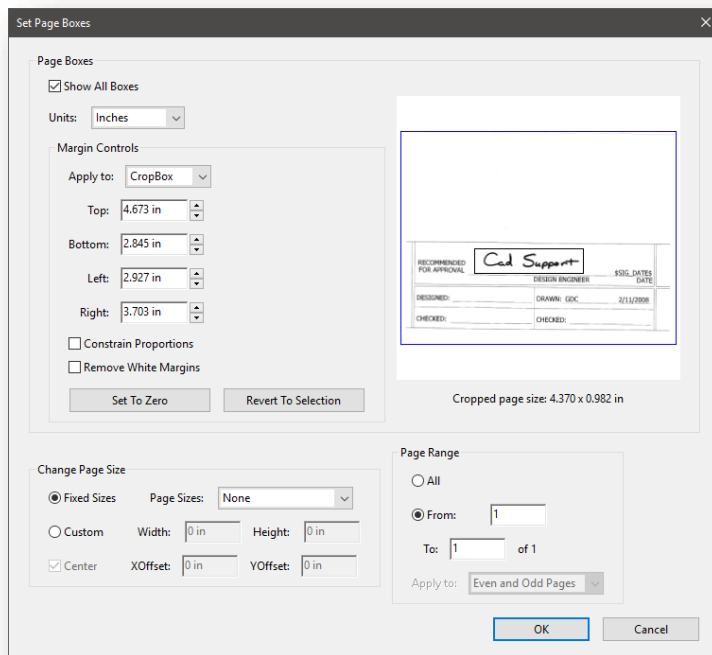 Set Page Boxes
Page Boxes
Show All Boxes
Units: Inches
Margin Controls
Apply to: CropBox
Top: 4.673 in
Bottom: 2.845 in
Left: 2.927 in
Right: 3.703 in
Constrain Proportions
Remove White Margins
Set To Zero Revert To Selection
RECOMMENDED
FOR APPROVAL
Cad Support
DESIGN ENGINEER
$SIG_DATE$
DATE
DESIGNED: DRAWN: GDC 2/11/2008
CHECKED: CHECKED:
Cropped page size: 4.370 x 0.982 in
Change Page Size
Fixed Sizes Page Sizes: None
Custom Width: 0 in Height: 0 in
Center XOffset: 0 in YOffset: 0 in
Page Range
All
From: 1
To: 1 of 1
Apply to: Even and Odd Pages
OK Cancel